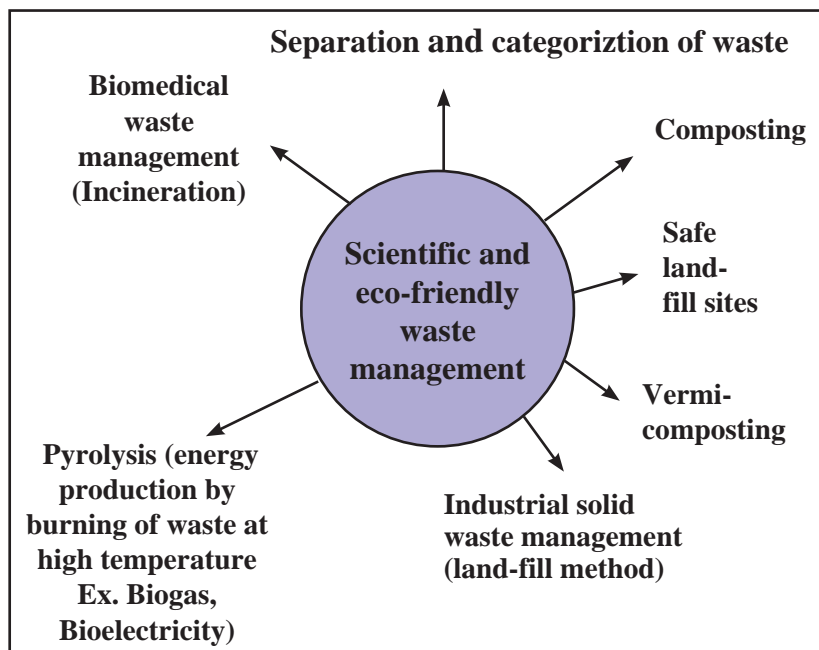 Separation and categoriztion of waste
Biomedical
waste
management
(Incineration)
Composting
Scientific and
eco-friendly
waste
management
Safe
land-
fill sites
Vermi-
composting
Pyrolysis (energy
production by
burning of waste at
high temperature
Ex. Biogas,
Bioelectricity)
Industrial solid
waste management
(land-fill method)